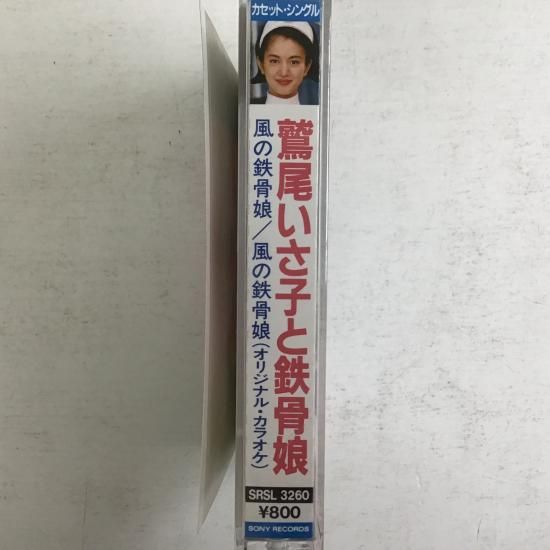 カセット・シングル
鷲尾いさ子と鉄骨娘
風の鉄骨娘／風の鉄骨娘(オリジナル・カラオケ)
SRSL 3260
¥800
SONY RECORDS